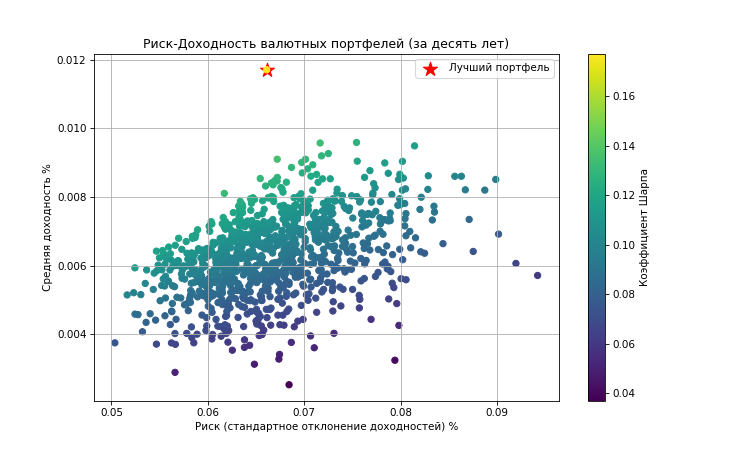 Риск-Доходность валютных портфелей (за десять лет)
Лучший портфель
Средняя доходность %
0.012
0.010
0.008
0.006
0.004
0.05 0.06 0.07 0.08 0.09
Риск (стандартное отклонение доходностей) %
0.16
0.14
0.12
0.10
0.08
0.06
0.04
Коэффициент Шарпа